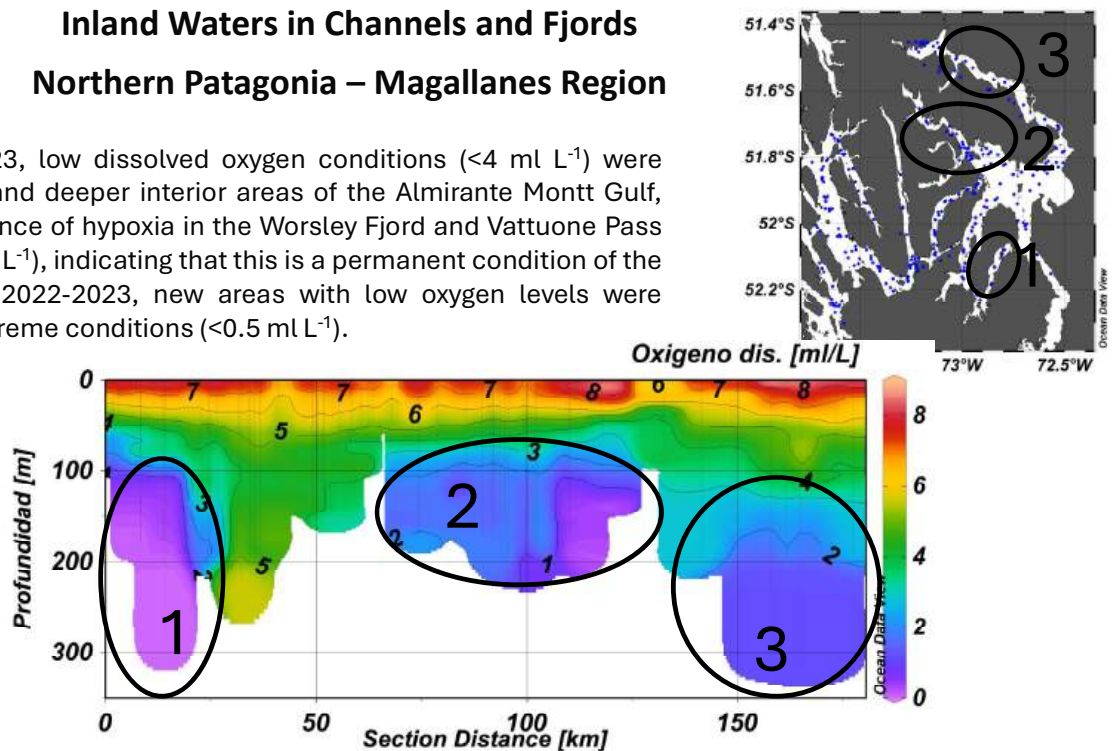 Inland Waters in Channels and Fjords
Northern Patagonia – Magallanes Region
23, low dissolved oxygen conditions (<4 ml L-1) were
and deeper interior areas of the Almirante Montt Gulf,
nce of hypoxia in the Worsley Fjord and Vattuone Pass
L-1), indicating that this is a permanent condition of the
2022-2023, new areas with low oxygen levels were
reme conditions (<0.5 ml L-1).
51.4°S
51.6°S
51.8°S
52°S
52.2°S
3
2
1
73°W 72.5°W
Ocean Data View
Oxigeno dis. [ml/L]
Profundidad [m]
0
100
200
300
7 7 7 8 6 7 8
4 5 6 3 4
3 2 5 2 1 2
1 2 3
8
6
4
2
0
Ocean Data View
0 50 100 150
Section Distance [km]